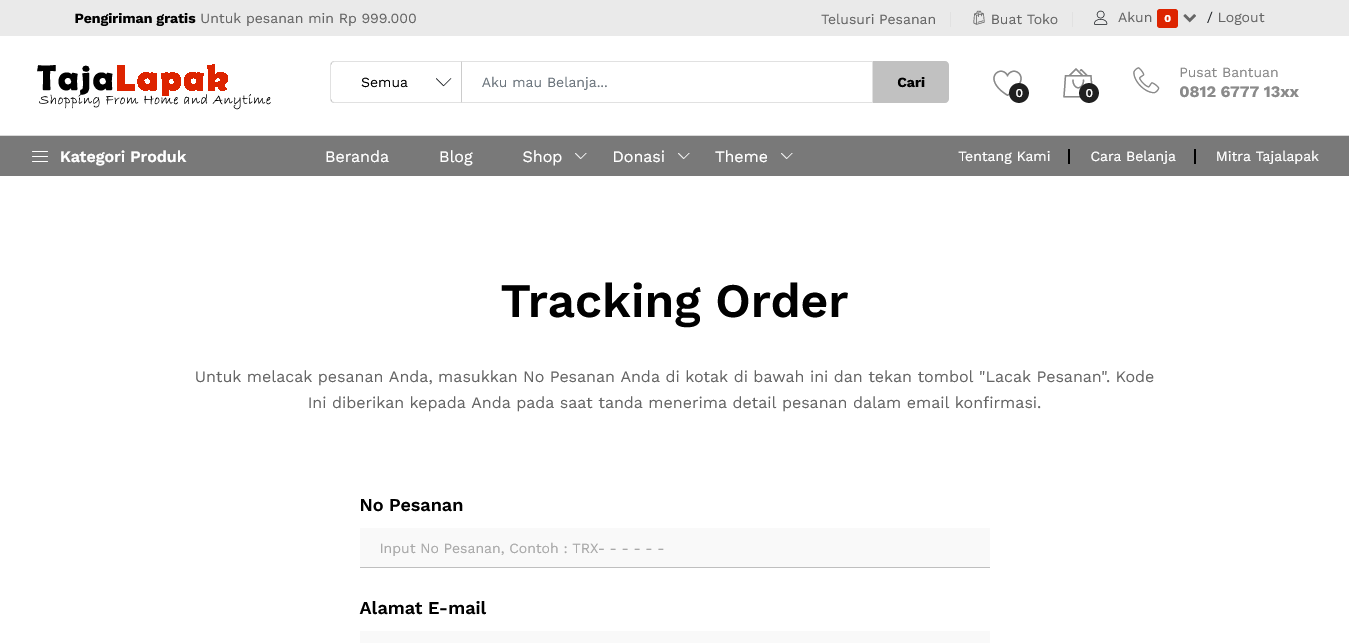 Pengiriman gratis Untuk pesanan min Rp 999.000
Telusuri Pesanan
Buat Toko
Akun 0 / Logout
TajaLapak
Shopping From Home and Anytime
Semua
Aku mau Belanja...
Cari
0
0
Pusat Bantuan
0812 6777 13xx
Kategori Produk
Beranda
Blog
Shop
Donasi
Theme
Tentang Kami
Cara Belanja
Mitra Tajalapak
Tracking Order
Untuk melacak pesanan Anda, masukkan No Pesanan Anda di kotak di bawah ini dan tekan tombol "Lacak Pesanan". Kode
Ini diberikan kepada Anda pada saat tanda menerima detail pesanan dalam email konfirmasi.
No Pesanan
Input No Pesanan, Contoh : TRX- - - - - -
Alamat E-mail